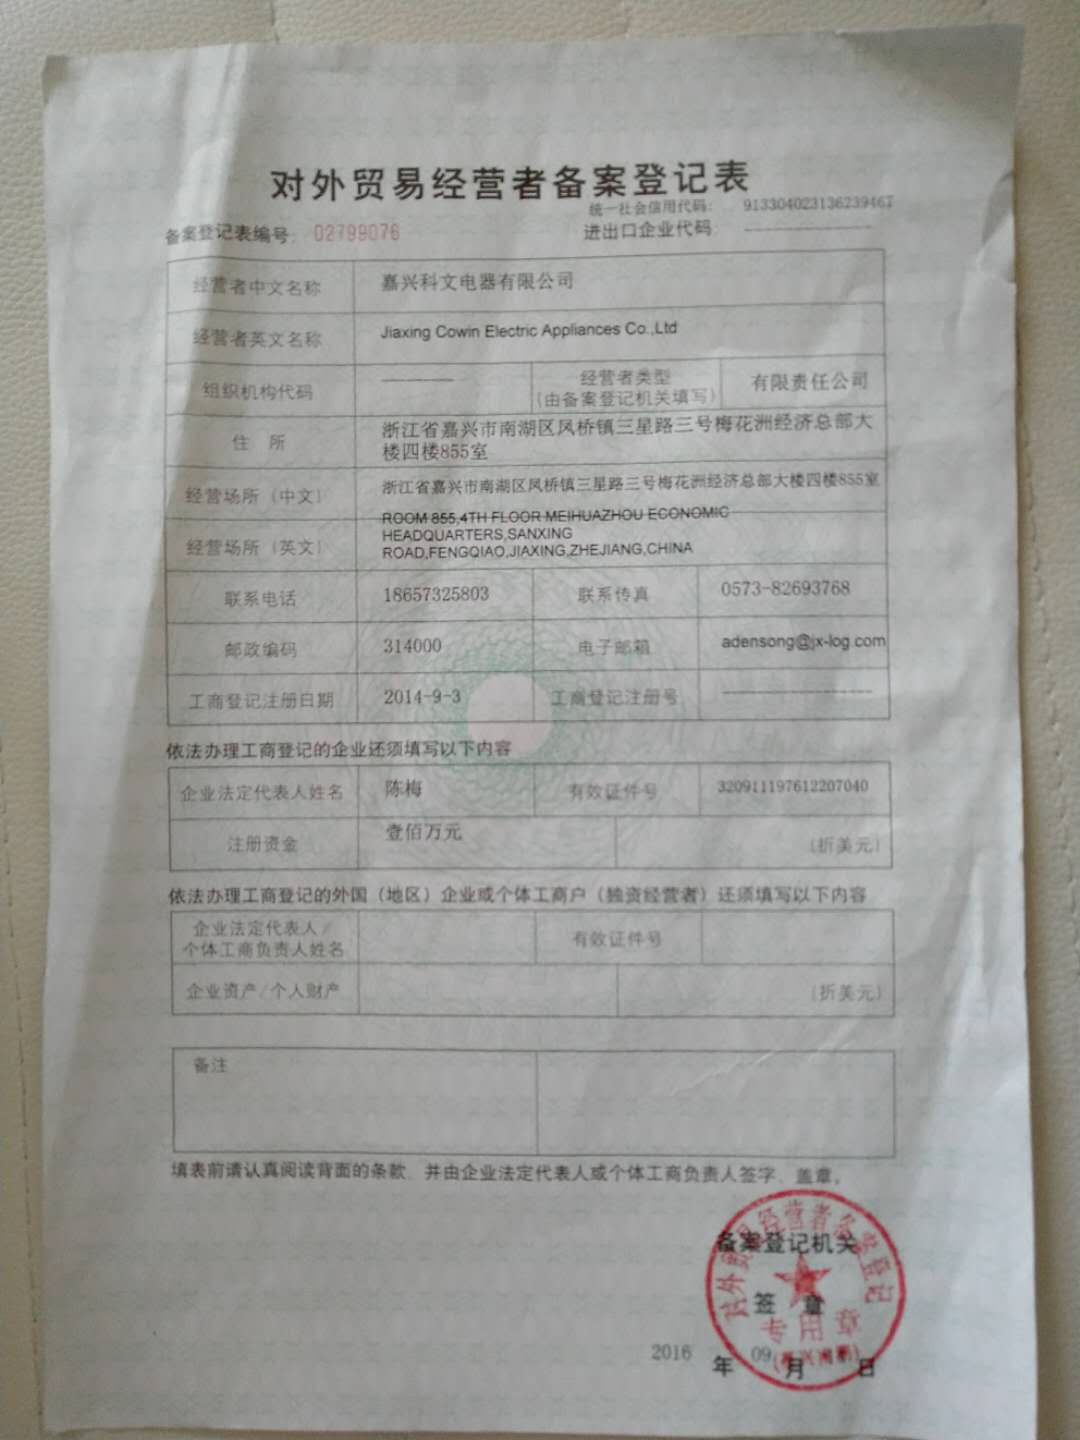 对外贸易经营者备案登记表
统一社会信用代码： 91330402313623946T
备案登记表编号： 02799076 进出口企业代码： ----------------
经营者中文名称 嘉兴科文电器有限公司
经营者英文名称 Jiaxing Cowin Electric Appliances Co.,Ltd
组织机构代码 --------- 经营者类型 有限责任公司
(由备案登记机关填写)
住 所 浙江省嘉兴市南湖区凤桥镇三星路三号梅花洲经济总部大
楼四楼855室
经营场所（中文） 浙江省嘉兴市南湖区凤桥镇三星路三号梅花洲经济总部大楼四楼855室
ROOM 855,4TH FLOOR MEIHUAZHOU ECONOMIC
经营场所（英文） HEADQUARTERS,SANXING
ROAD,FENGQIAO,JIAXING,ZHEJIANG,CHINA
联系电话 18657325803 联系传真 0573-82693768
邮政编码 314000 电子邮箱 adensong@jx-log.com
工商登记注册日期 2014-9-3 工商登记注册号 -------------------
依法办理工商登记的企业还须填写以下内容
企业法定代表人姓名 陈梅 有效证件号 320911197612207040
注册资金 壹佰万元 (折美元)
依法办理工商登记的外国（地区）企业或个体工商户（独资经营者）还须填写以下内容
企业法定代表人/
个体工商负责人姓名 有效证件号
企业资产/个人财产 (折美元)
备注
填表前请认真阅读背面的条款，并由企业法定代表人或个体工商负责人签字、盖章。
对外贸易经营者备案登记
备案登记机关
签 章
专用章
2016 年 09 月 日